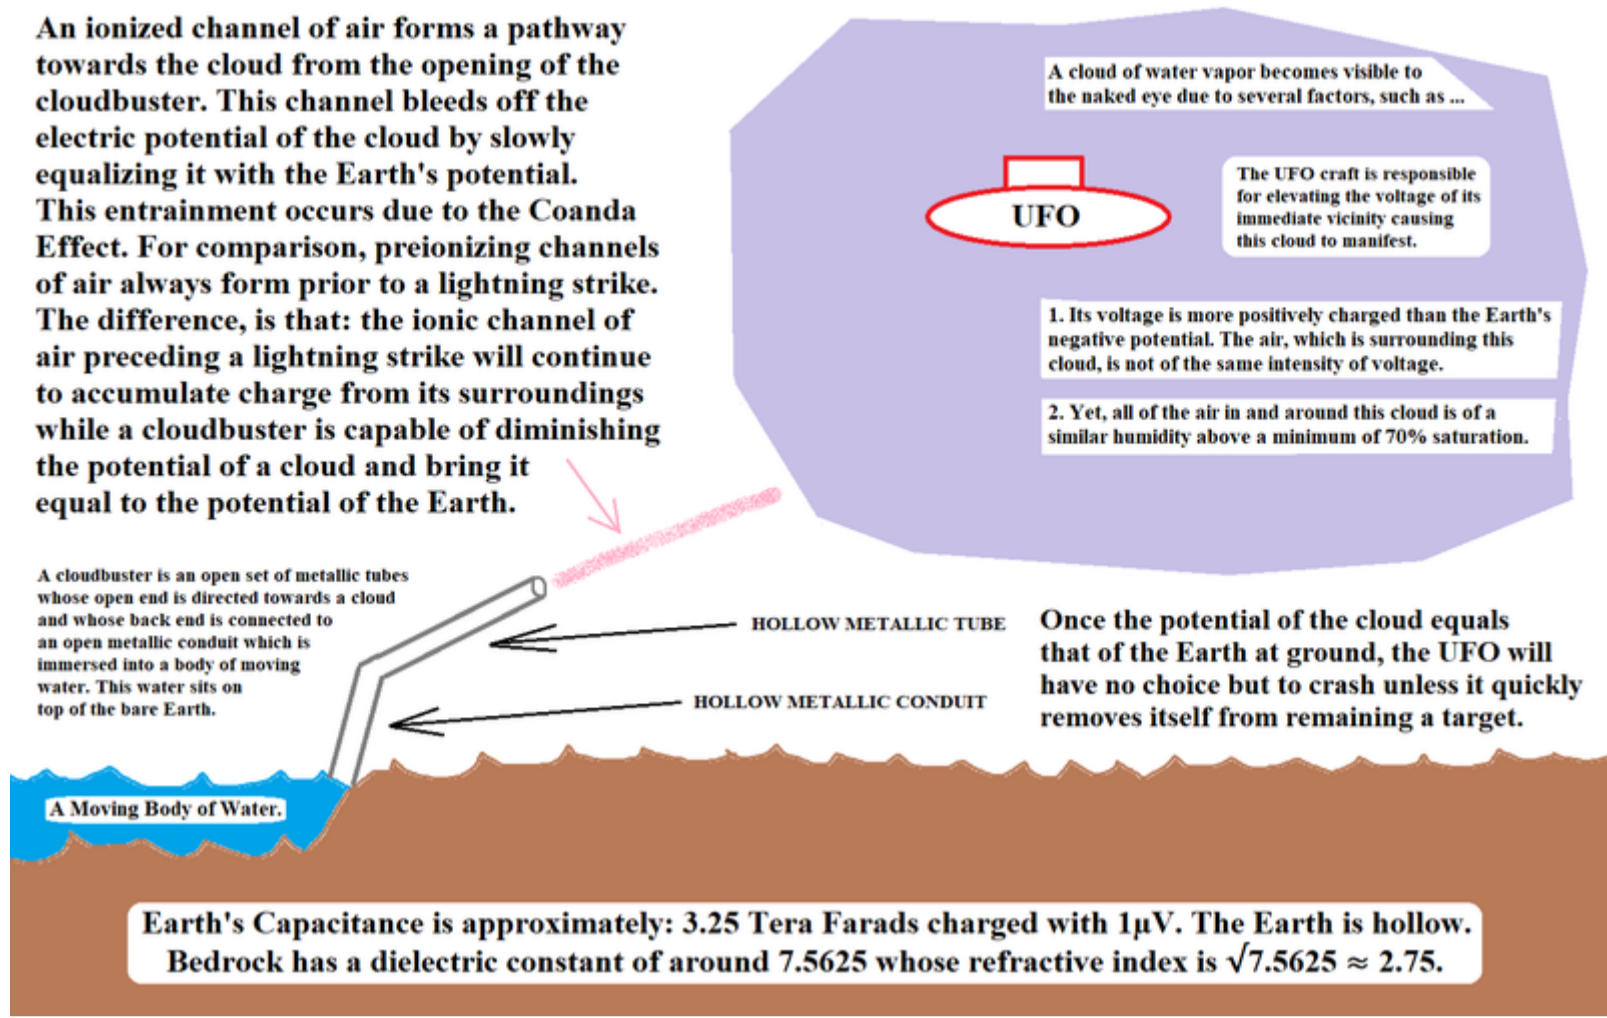 An ionized channel of air forms a pathway
towards the cloud from the opening of the
cloudbuster. This channel bleeds off the
electric potential of the cloud by slowly
equalizing it with the Earth's potential.
This entrainment occurs due to the Coanda
Effect. For comparison, preionizing channels
of air always form prior to a lightning strike.
The difference, is that: the ionic channel of
air preceding a lightning strike will continue
to accumulate charge from its surroundings
while a cloudbuster is capable of diminishing
the potential of a cloud and bring it
equal to the potential of the Earth.
A cloud of water vapor becomes visible to
the naked eye due to several factors, such as ...
UFO
The UFO craft is responsible
for elevating the voltage of its
immediate vicinity causing
this cloud to manifest.
1. Its voltage is more positively charged than the Earth's
negative potential. The air, which is surrounding this
cloud, is not of the same intensity of voltage.
2. Yet, all of the air in and around this cloud is of a
similar humidity above a minimum of 70% saturation.
A cloudbuster is an open set of metallic tubes
whose open end is directed towards a cloud
and whose back end is connected to
an open metallic conduit which is
immersed into a body of moving
water. This water sits on
top of the bare Earth.
HOLLOW METALLIC TUBE
HOLLOW METALLIC CONDUIT
Once the potential of the cloud equals
that of the Earth at ground, the UFO will
have no choice but to crash unless it quickly
removes itself from remaining a target.
A Moving Body of Water.
Earth's Capacitance is approximately: 3.25 Tera Farads charged with 1μV. The Earth is hollow.
Bedrock has a dielectric constant of around 7.5625 whose refractive index is √7.5625 ≈ 2.75.